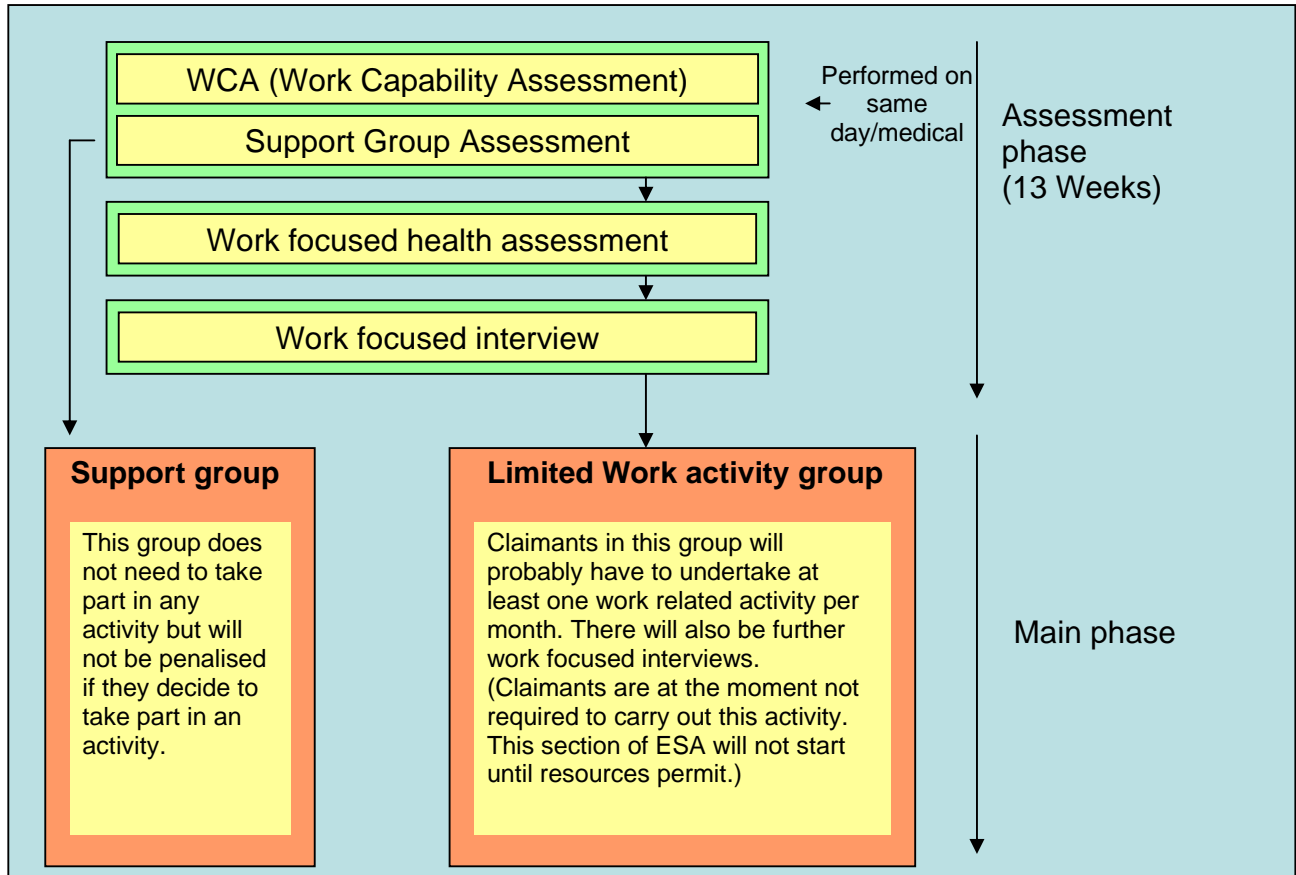 WCA (Work Capability Assessment)
Support Group Assessment
Performed on
same
day/medical
Assessment
phase
(13 Weeks)
Work focused health assessment
Work focused interview
Support group
This group does
not need to take
part in any
activity but will
not be penalised
if they decide to
take part in an
activity.
Limited Work activity group
Claimants in this group will
probably have to undertake at
least one work related activity per
month. There will also be further
work focused interviews.
(Claimants are at the moment not
required to carry out this activity.
This section of ESA will not start
until resources permit.)
Main phase